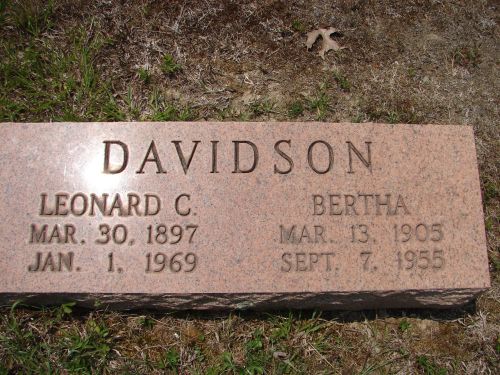 DAVIDSON
LEONARD C. BERTHA
MAR. 30, 1897 MAR. 13, 1905
JAN. 1, 1969 SEPT. 7, 1955